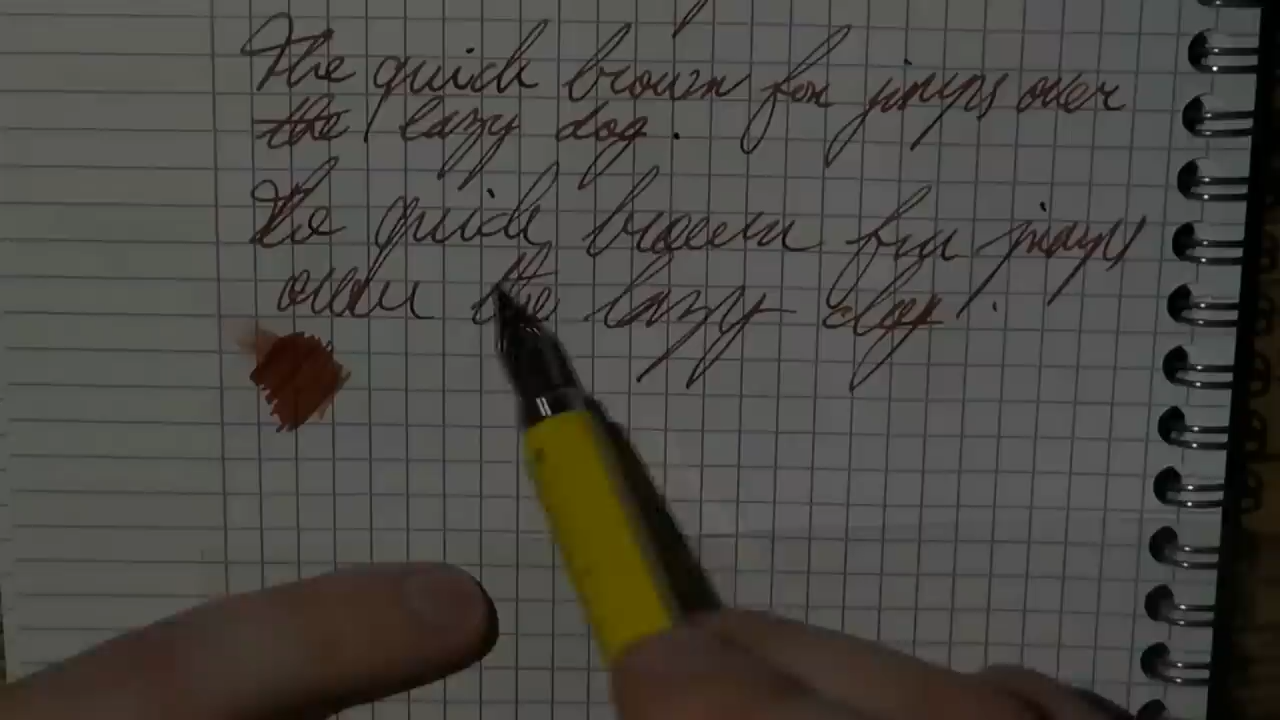 The quick brown fox jumps over
the lazy dog.
The quick brown fox jumps
over the lazy dog.